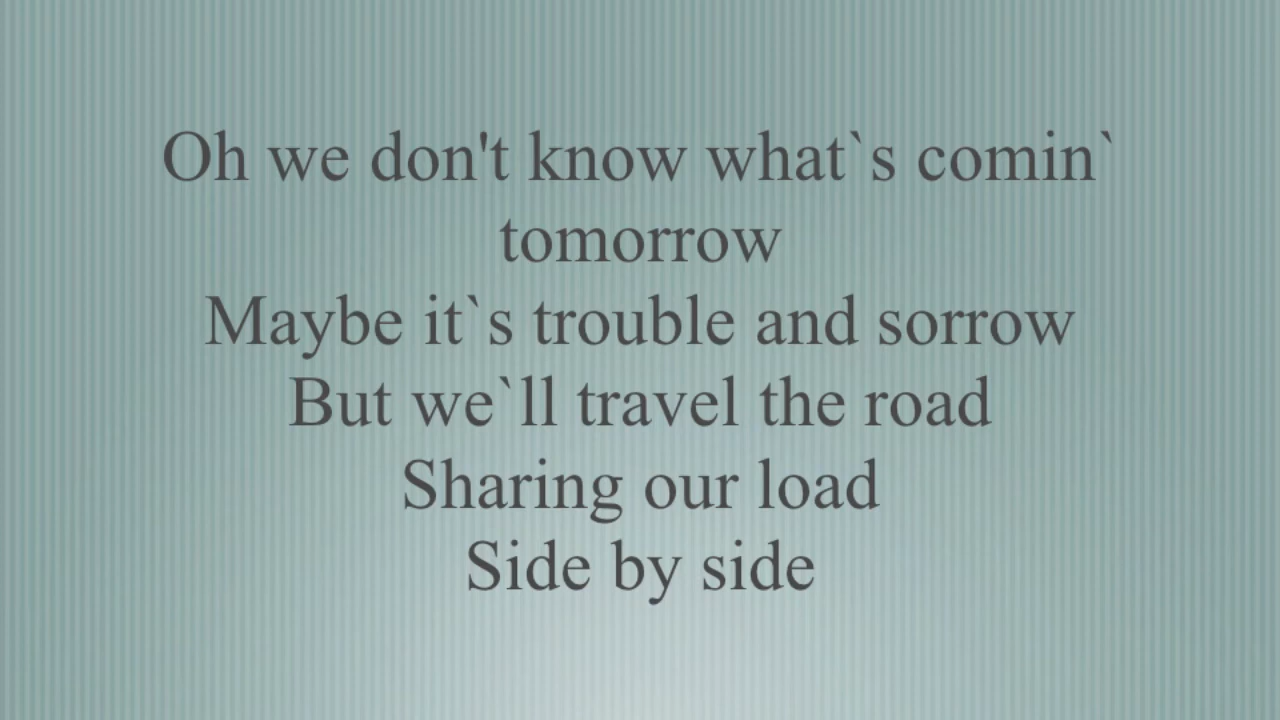 Oh we don't know what`s comin`
tomorrow
Maybe it`s trouble and sorrow
But we`ll travel the road
Sharing our load
Side by side